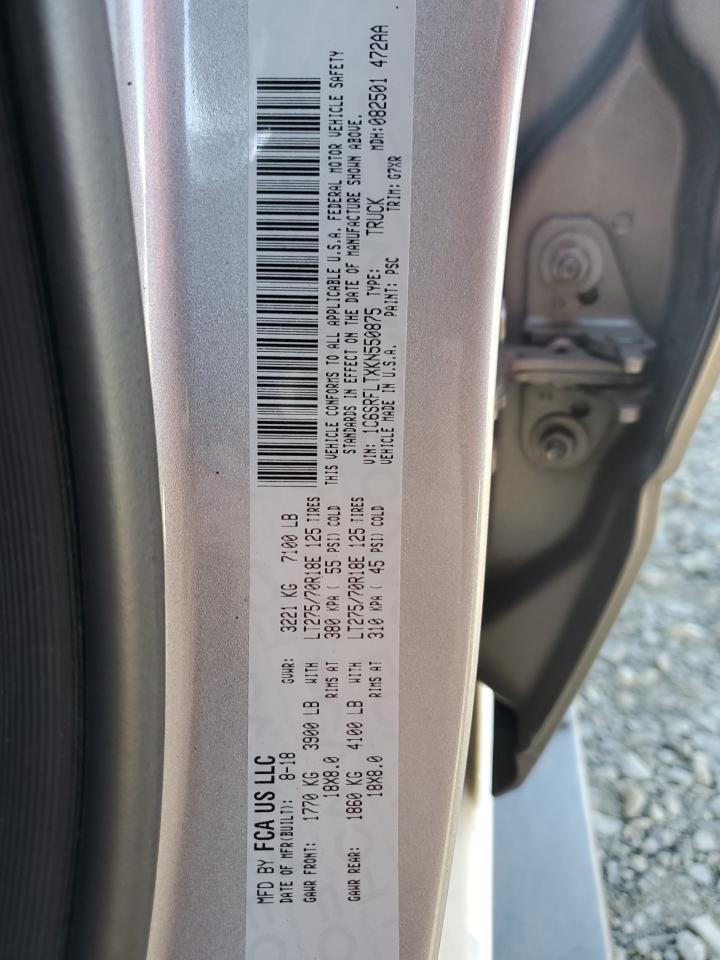 MFD BY FCA US LLC
DATE OF MFR(BUILT): 8-18 GVWR: 3221 KG 7100 LB
GAWR FRONT: 1770 KG 3900 LB WITH LT275/70R18E 125 TIRES
18X8.0 RIMS AT 380 KPA ( 55 PSI) COLD
GAWR REAR: 1860 KG 4100 LB WITH LT275/70R18E 125 TIRES
18X8.0 RIMS AT 310 KPA ( 45 PSI) COLD
THIS VEHICLE CONFORMS TO ALL APPLICABLE U.S.A. FEDERAL MOTOR VEHICLE SAFETY
STANDARDS IN EFFECT ON THE DATE OF MANUFACTURE SHOWN ABOVE.
VIN: 1C6SRFLTXKN550875 TYPE: TRUCK MDH:082501 472AA
VEHICLE MADE IN U.S.A. PAINT: PSC TRIM: G7XR